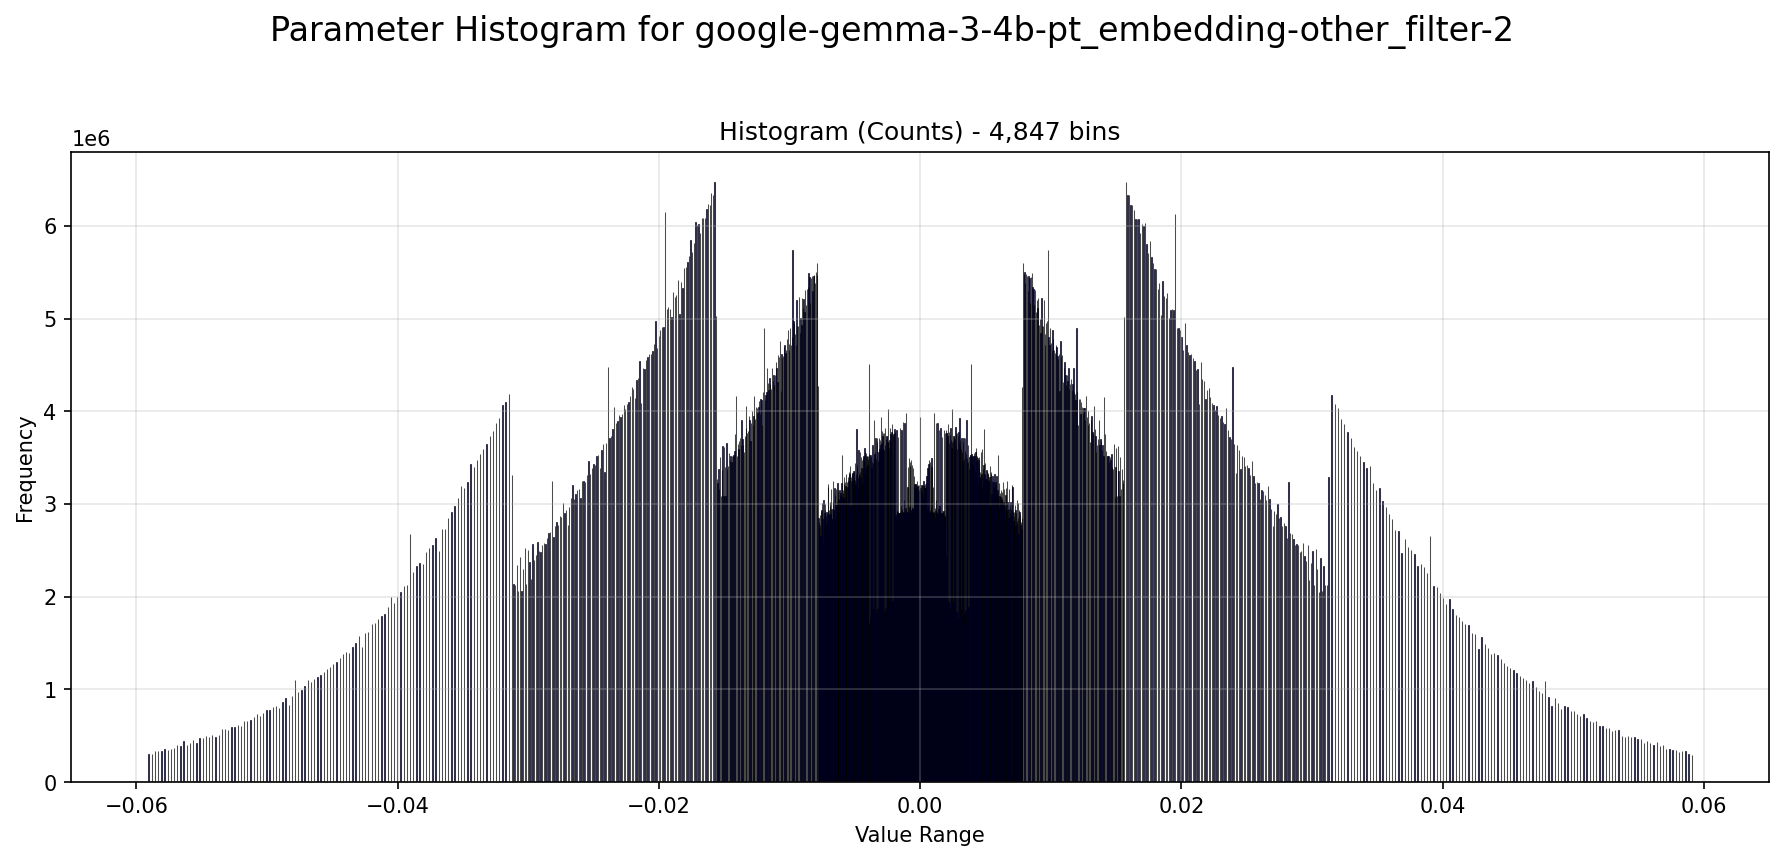 Parameter Histogram for google-gemma-3-4b-pt_embedding-other_filter-2
Histogram (Counts) - 4,847 bins
1e6
6
5
4
3
2
1
0
Frequency
−0.06 −0.04 −0.02 0.00 0.02 0.04 0.06
Value Range